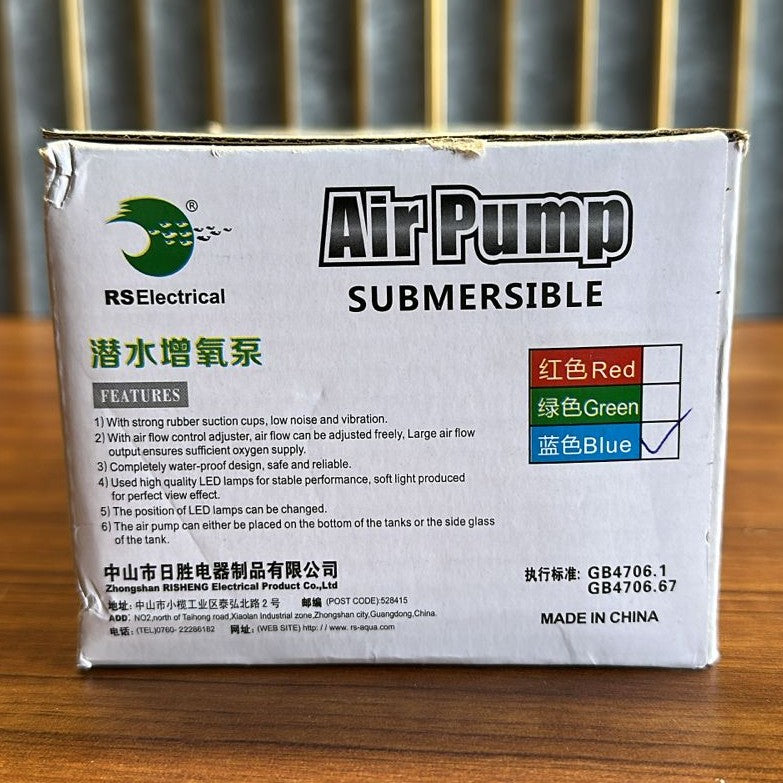 ®
RSElectrical
Air Pump
SUBMERSIBLE
潜水增氧泵
FEATURES
1) With strong rubber suction cups, low noise and vibration.
2) With air flow control adjuster, air flow can be adjusted freely, Large air flow
output ensures sufficient oxygen supply.
3) Completely water-proof design, safe and reliable.
4) Used high quality LED lamps for stable performance, soft light produced
for perfect view effect.
5) The position of LED lamps can be changed.
6) The air pump can either be placed on the bottom of the tanks or the side glass
of the tank.
红色Red
绿色Green
蓝色Blue
中山市日胜电器制品有限公司
Zhongshan RISHENG Electrical Product Co.,Ltd
地址: 中山市小榄工业区泰弘北路2号 邮编 (POST CODE):528415
ADD: NO2,north of Taihong road,Xiaolan Industrial zone,Zhongshan city,Guangdong,China.
电话: (TEL)0760- 22286182 网址: (WEB SITE) http: / / www. rs-aqua.com
执行标准: GB4706.1
GB4706.67
MADE IN CHINA